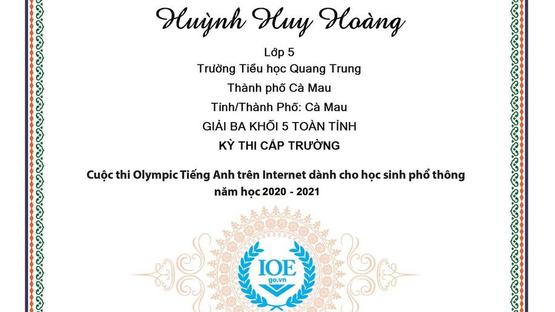 Huỳnh Huy Hoàng
Lớp 5
Trường Tiểu học Quang Trung
Thành phố Cà Mau
Tỉnh/Thành Phố: Cà Mau
GIẢI BA KHỐI 5 TOÀN TỈNH
KỲ THI CẤP TRƯỜNG
Cuộc thi Olympic Tiếng Anh trên Internet dành cho học sinh phổ thông
năm học 2020 - 2021
IOE
go.vn